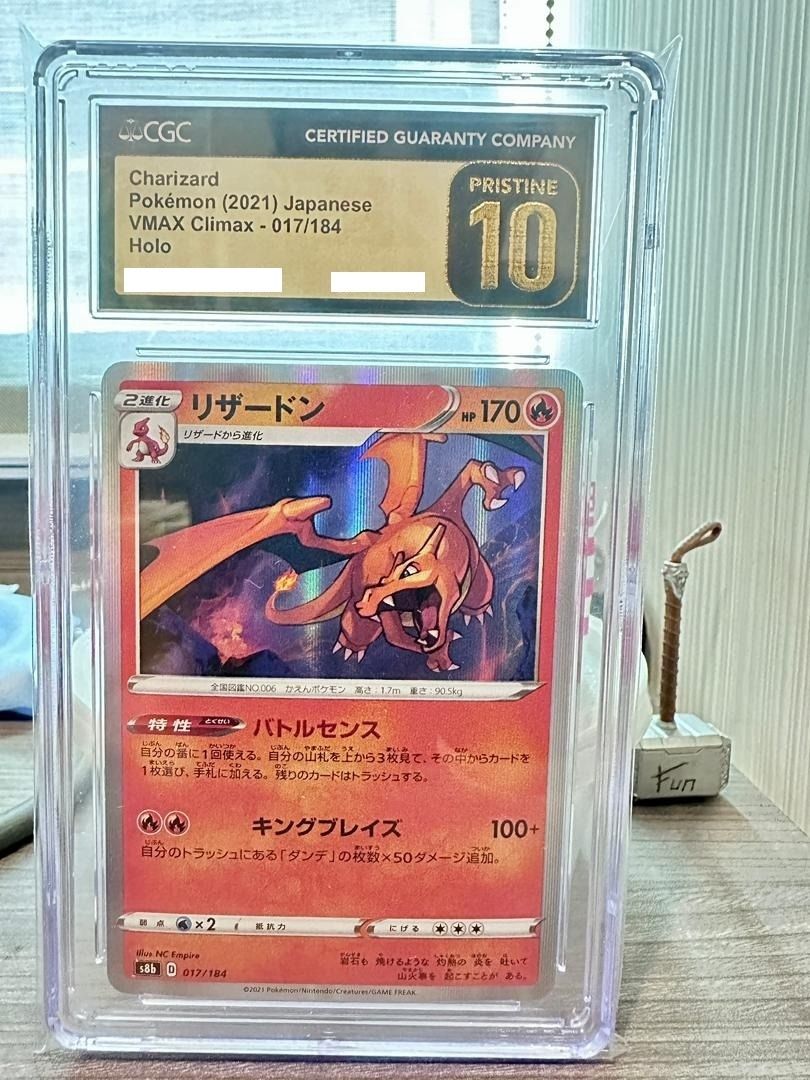 CGC
CERTIFIED GUARANTY COMPANY
Charizard
Pokémon (2021) Japanese
VMAX Climax - 017/184
Holo
PRISTINE
10
2進化
リザードン
HP 170
リザードから進化
全国図鑑NO.006 かえんポケモン 高さ:1.7m 重さ:90.5kg
特性 とくせい バトルセンス
自分の番に1回使える。自分の山札を上から3枚見て、その中からカードを
1枚選び、手札に加える。残りのカードはトラッシュする。
キングブレイズ 100+
自分のトラッシュにある「ダンデ」の枚数×50ダメージ追加。
弱点 ×2 抵抗力 にげる
Illus. NC Empire
岩石も 焼けるような 灼熱の 炎を 吐いて
山火事を 起こすことが ある。
s8b D 017/184
©2021 Pokémon/Nintendo/Creatures/GAME FREAK.
Fun